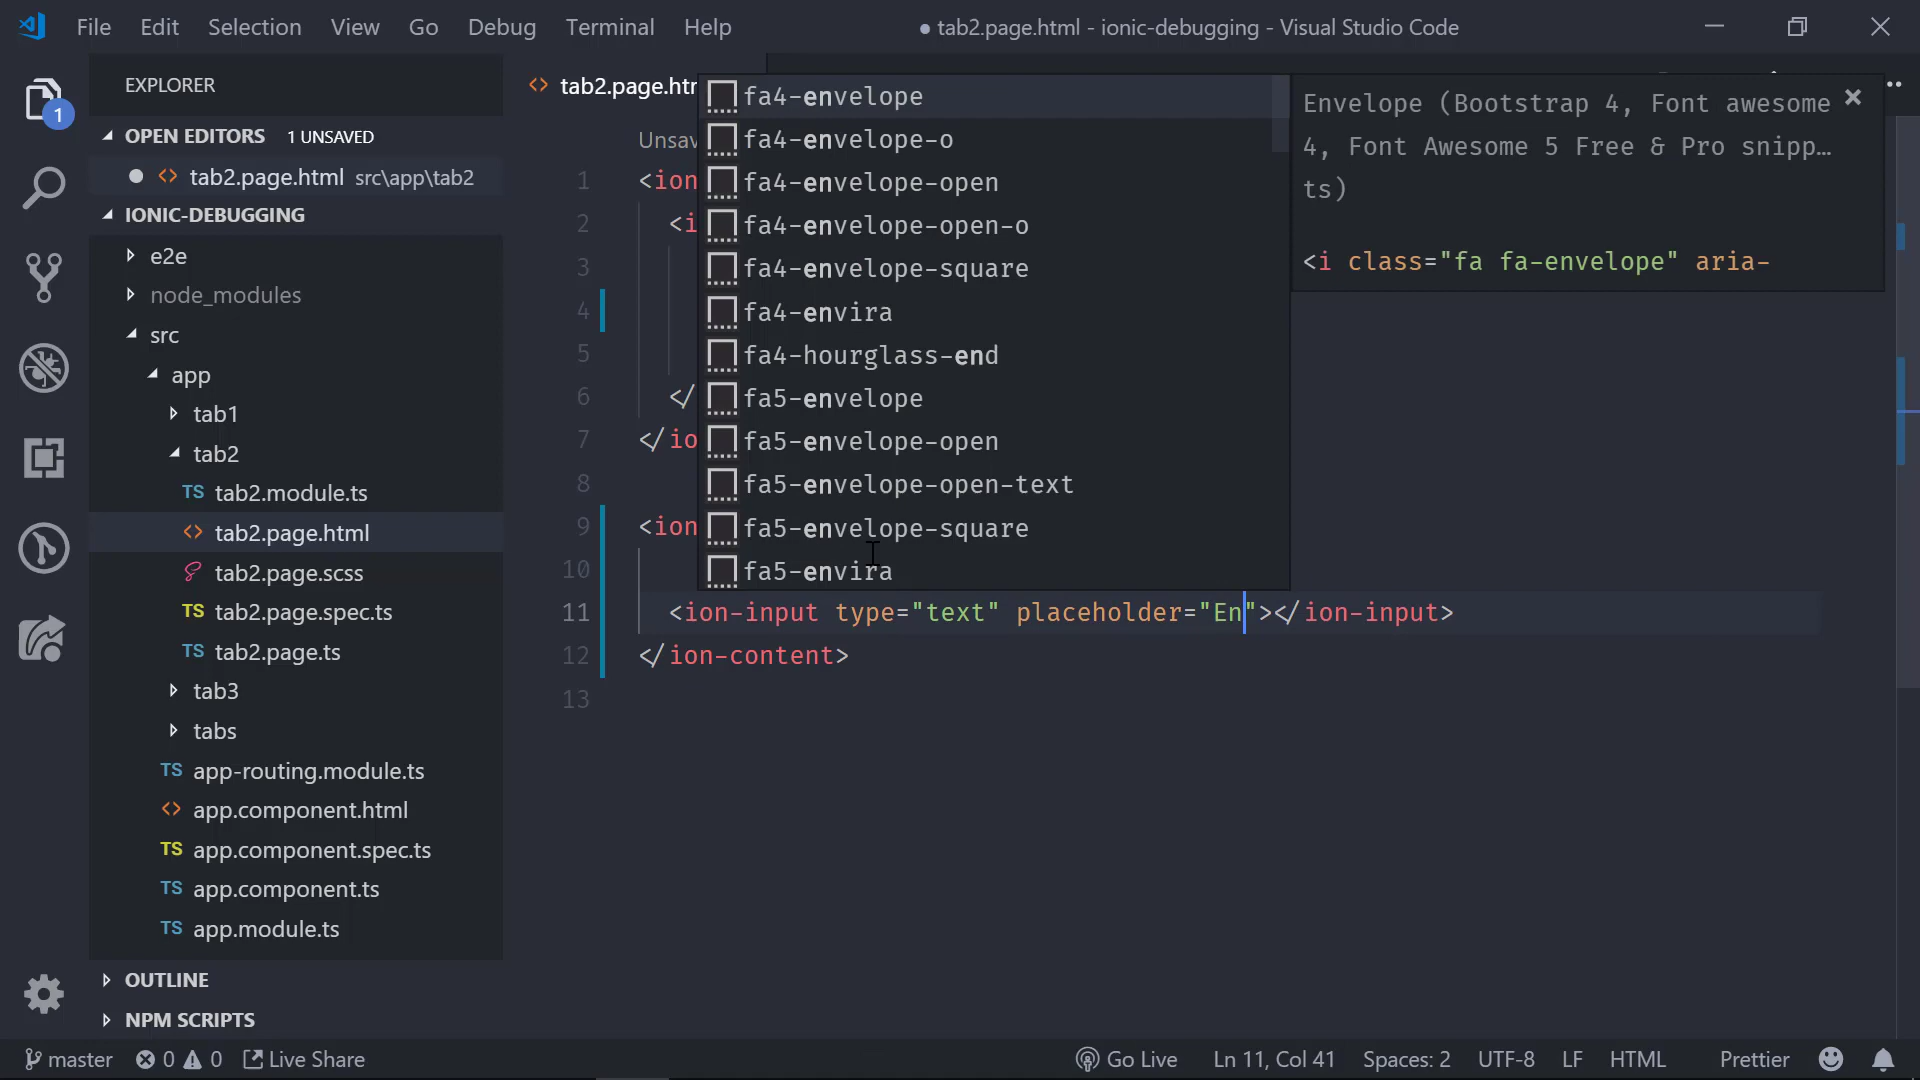 File Edit Selection View Go Debug Terminal Help
● tab2.page.html - ionic-debugging - Visual Studio Code
1
EXPLORER
OPEN EDITORS 1 UNSAVED
tab2.page.html src\app\tab2
IONIC-DEBUGGING
e2e
node_modules
src
app
tab1
tab2
TS tab2.module.ts
<> tab2.page.html
tab2.page.scss
TS tab2.page.spec.ts
TS tab2.page.ts
tab3
tabs
TS app-routing.module.ts
<> app.component.html
TS app.component.spec.ts
TS app.component.ts
TS app.module.ts
OUTLINE
NPM SCRIPTS
<> tab2.page.htm
Unsav
1 <ion
2 <i
3
4
5
6 </
7 </io
8
9 <ion
10
11 <ion-input type="text" placeholder="En"></ion-input>
12 </ion-content>
13
fa4-envelope
fa4-envelope-o
fa4-envelope-open
fa4-envelope-open-o
fa4-envelope-square
fa4-envira
fa4-hourglass-end
fa5-envelope
fa5-envelope-open
fa5-envelope-open-text
fa5-envelope-square
fa5-envira
Envelope (Bootstrap 4, Font awesome
4, Font Awesome 5 Free & Pro snipp…
ts)
<i class="fa fa-envelope" aria-
master 0 0 Live Share
Go Live Ln 11, Col 41 Spaces: 2 UTF-8 LF HTML Prettier